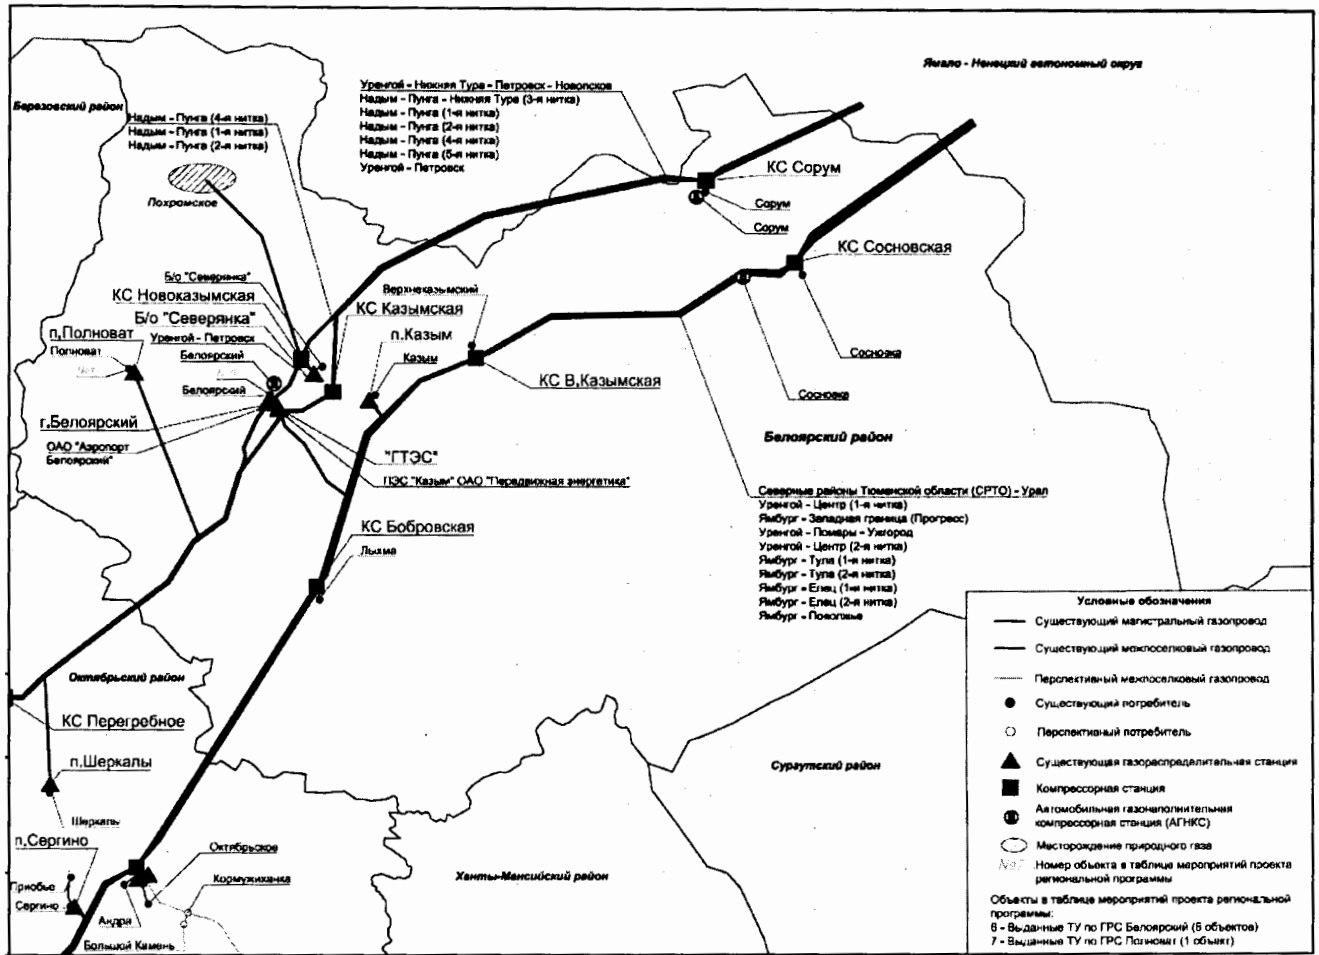 Ямало - Ненецкий автономный округ
Березовский район
Уренгой - Нижняя Тура - Петровск - Новопсков
Надым - Пунга - Нижняя Тура (3-я нитка)
Надым - Пунга (1-я нитка)
Надым - Пунга (2-я нитка)
Надым - Пунга (4-я нитка)
Надым - Пунга (5-я нитка)
Уренгой - Петровск
Надым - Пунга (4-я нитка)
Надым - Пунга (1-я нитка)
Надым - Пунга (2-я нитка)
Похромское
КС Сорум
Сорум
Сорум
КС Сосновская
Сосновка
Сосновка
Б/о "Северянка"
КС Новоказымская
Б/о "Северянка"
Уренгой - Петровск
Белоярский
Белоярский
п.Полноват
Полноват
№7
г.Белоярский
ОАО "Аэропорт
Белоярский"
Верхнеказымский
КС Казымская
п.Казым
Казым
КС В.Казымская
"ГТЭС"
ПЭС "Казым" ОАО "Передвижная энергетика"
КС Бобровская
Лыхма
Белоярский район
Северные районы Тюменской области (СРТО) - Урал
Уренгой - Центр (1-я нитка)
Ямбург - Западная граница (Прогресс)
Уренгой - Помары - Ужгород
Уренгой - Центр (2-я нитка)
Ямбург - Тула (1-я нитка)
Ямбург - Тула (2-я нитка)
Ямбург - Елец (1-я нитка)
Ямбург - Елец (2-я нитка)
Ямбург - Поволжье
Октябрьский район
КС Перегребное
п.Шеркалы
Шеркалы
п.Сергино
Приобье
Сергино
Андра
Большой Камень
Октябрьское
Кормужиханка
Ханты-Мансийский район
Сургутский район
Условные обозначения
Существующий магистральный газопровод
Существующий межпоселковый газопровод
Перспективный межпоселковый газопровод
Существующий потребитель
Перспективный потребитель
Существующая газораспределительная станция
Компрессорная станция
Автомобильная газонаполнительная
компрессорная станция (АГНКС)
Месторождение природного газа
№7 Номер объекта в таблице мероприятий проекта
региональной программы
Объекты в таблице мероприятий проекта региональной
программы:
6 - Выданные ТУ по ГРС Белоярский (6 объектов)
7 - Выданные ТУ по ГРС Полноват (1 объект)